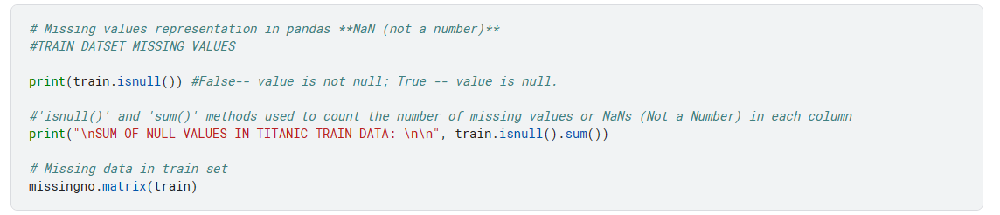 # Missing values representation in pandas **NaN (not a number)**
#TRAIN DATSET MISSING VALUES
print(train.isnull()) #False-- value is not null; True -- value is null.
#'isnull()' and 'sum()' methods used to count the number of missing values or NaNs (Not a Number) in each column
print("\nSUM OF NULL VALUES IN TITANIC TRAIN DATA: \n\n", train.isnull().sum())
# Missing data in train set
missingno.matrix(train)